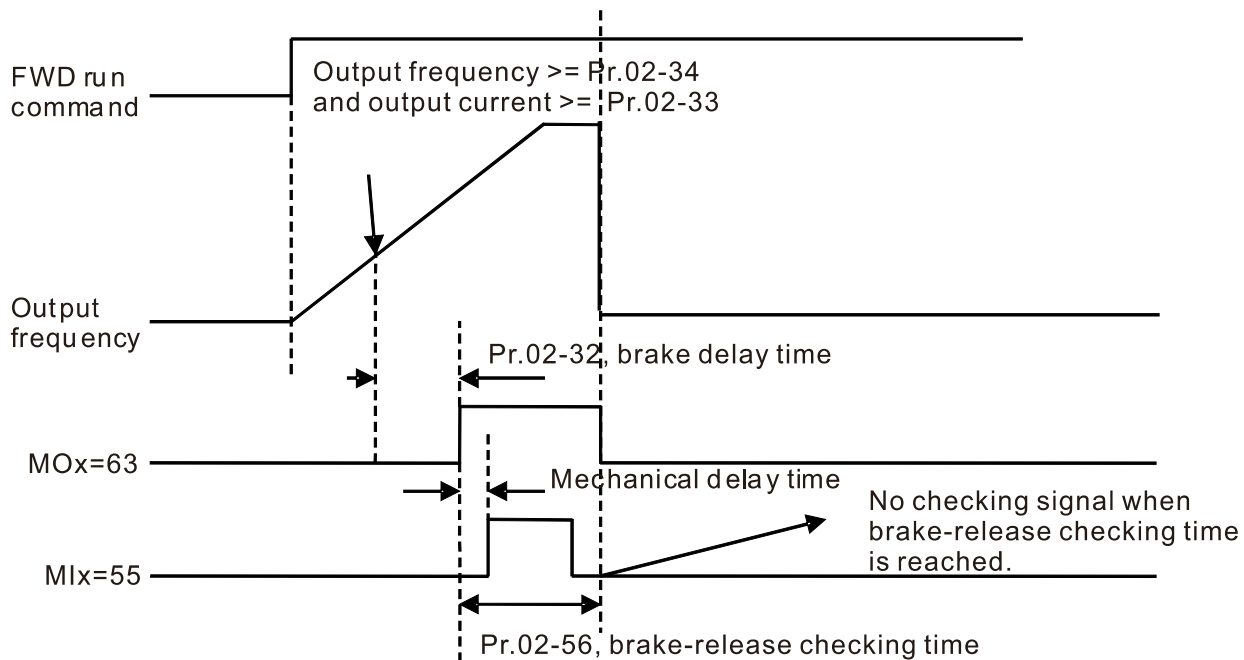 FWD run
command
Output frequency >= Pr.02-34
and output current >= Pr.02-33
Output
frequency
Pr.02-32, brake delay time
MOx=63
Mechanical delay time
No checking signal when
brake-release checking time
is reached.
MIx=55
Pr.02-56, brake-release checking time